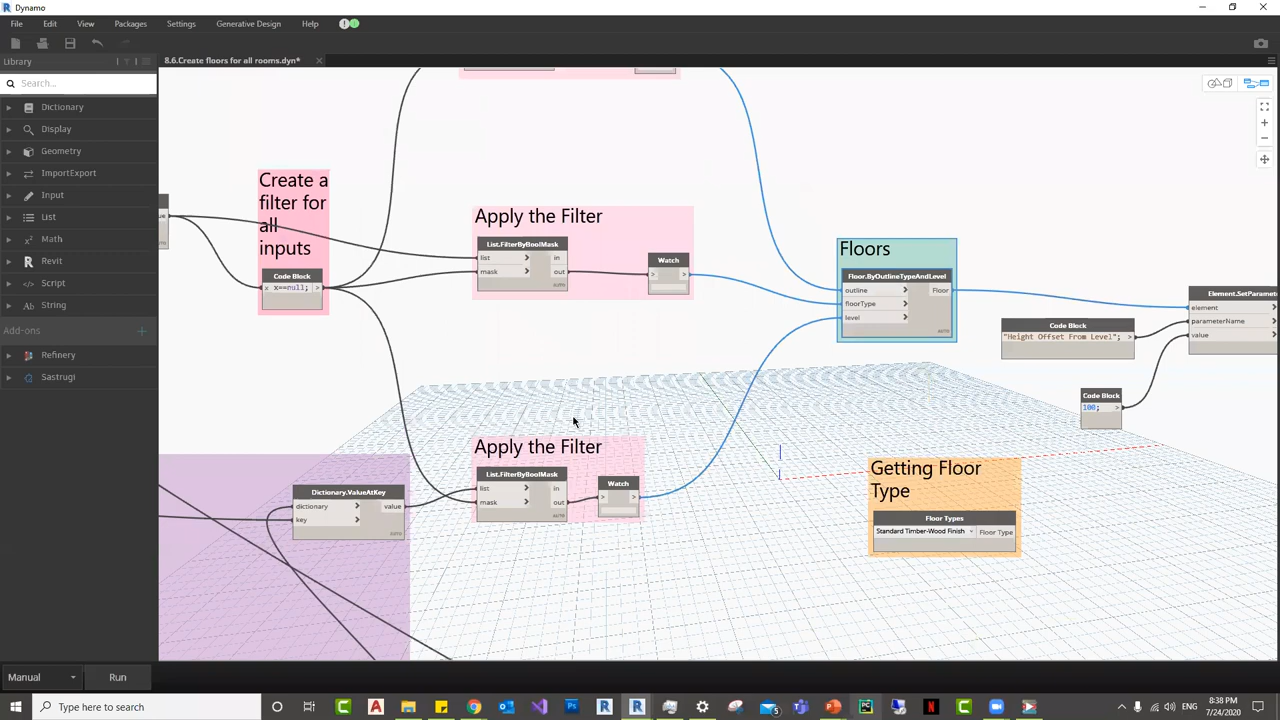 Dynamo
File Edit View Packages Settings Generative Design Help
Library
8.6.Create floors for all rooms.dyn*
Search...
Dictionary
Display
Geometry
ImportExport
Input
List
Math
Revit
Script
String
Add-ons
Refinery
Sastrugi
Create a
filter for
all
inputs
Code Block
x x==null; >
Apply the Filter
List.FilterByBoolMask
list > in
mask > out
AUTO
Watch
> >
Floors
Floor.ByOutlineTypeAndLevel
outline > Floor
floorType >
level >
AUTO
Element.SetParamet
element >
parameterName >
value >
Code Block
"Height Offset From Level"; >
Code Block
100; >
Apply the Filter
List.FilterByBoolMask
list > in
mask > out
AUTO
Watch
> >
Dictionary.ValueAtKey
dictionary > value
key >
AUTO
Getting Floor
Type
Floor Types
Standard Timber-Wood Finish Floor Type
Manual Run
Type here to search
8:38 PM
7/24/2020